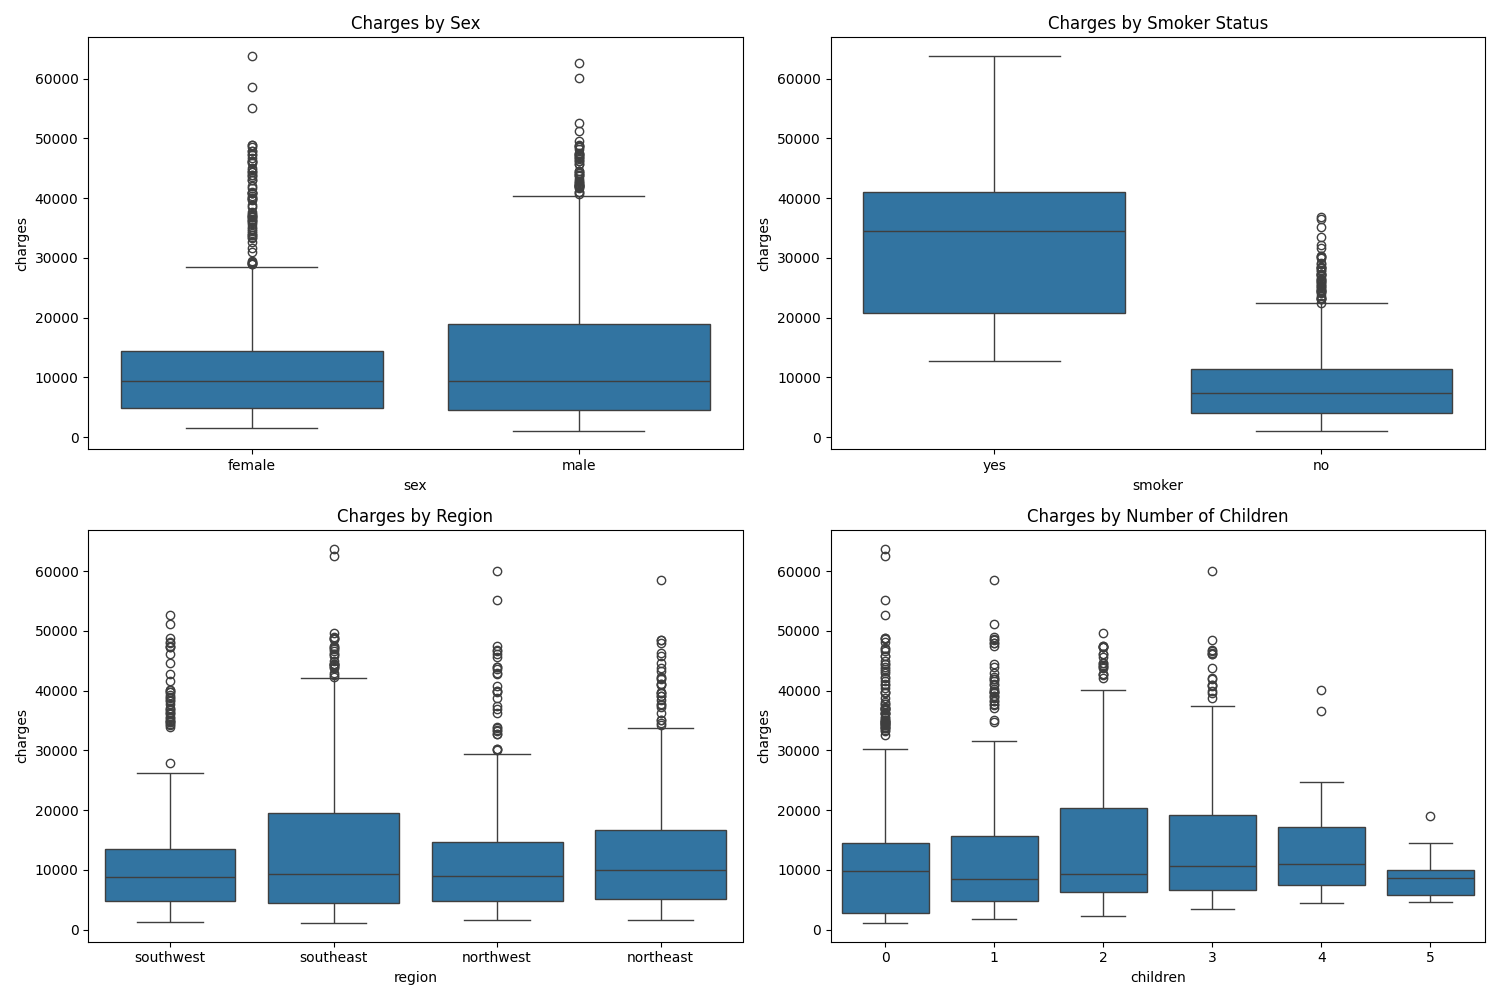 Charges by Sex
60000
50000
40000
30000
20000
10000
0
charges
female male
sex
Charges by Smoker Status
60000
50000
40000
30000
20000
10000
0
charges
yes no
smoker
Charges by Region
60000
50000
40000
30000
20000
10000
0
charges
southwest southeast northwest northeast
region
Charges by Number of Children
60000
50000
40000
30000
20000
10000
0
charges
0 1 2 3 4 5
children